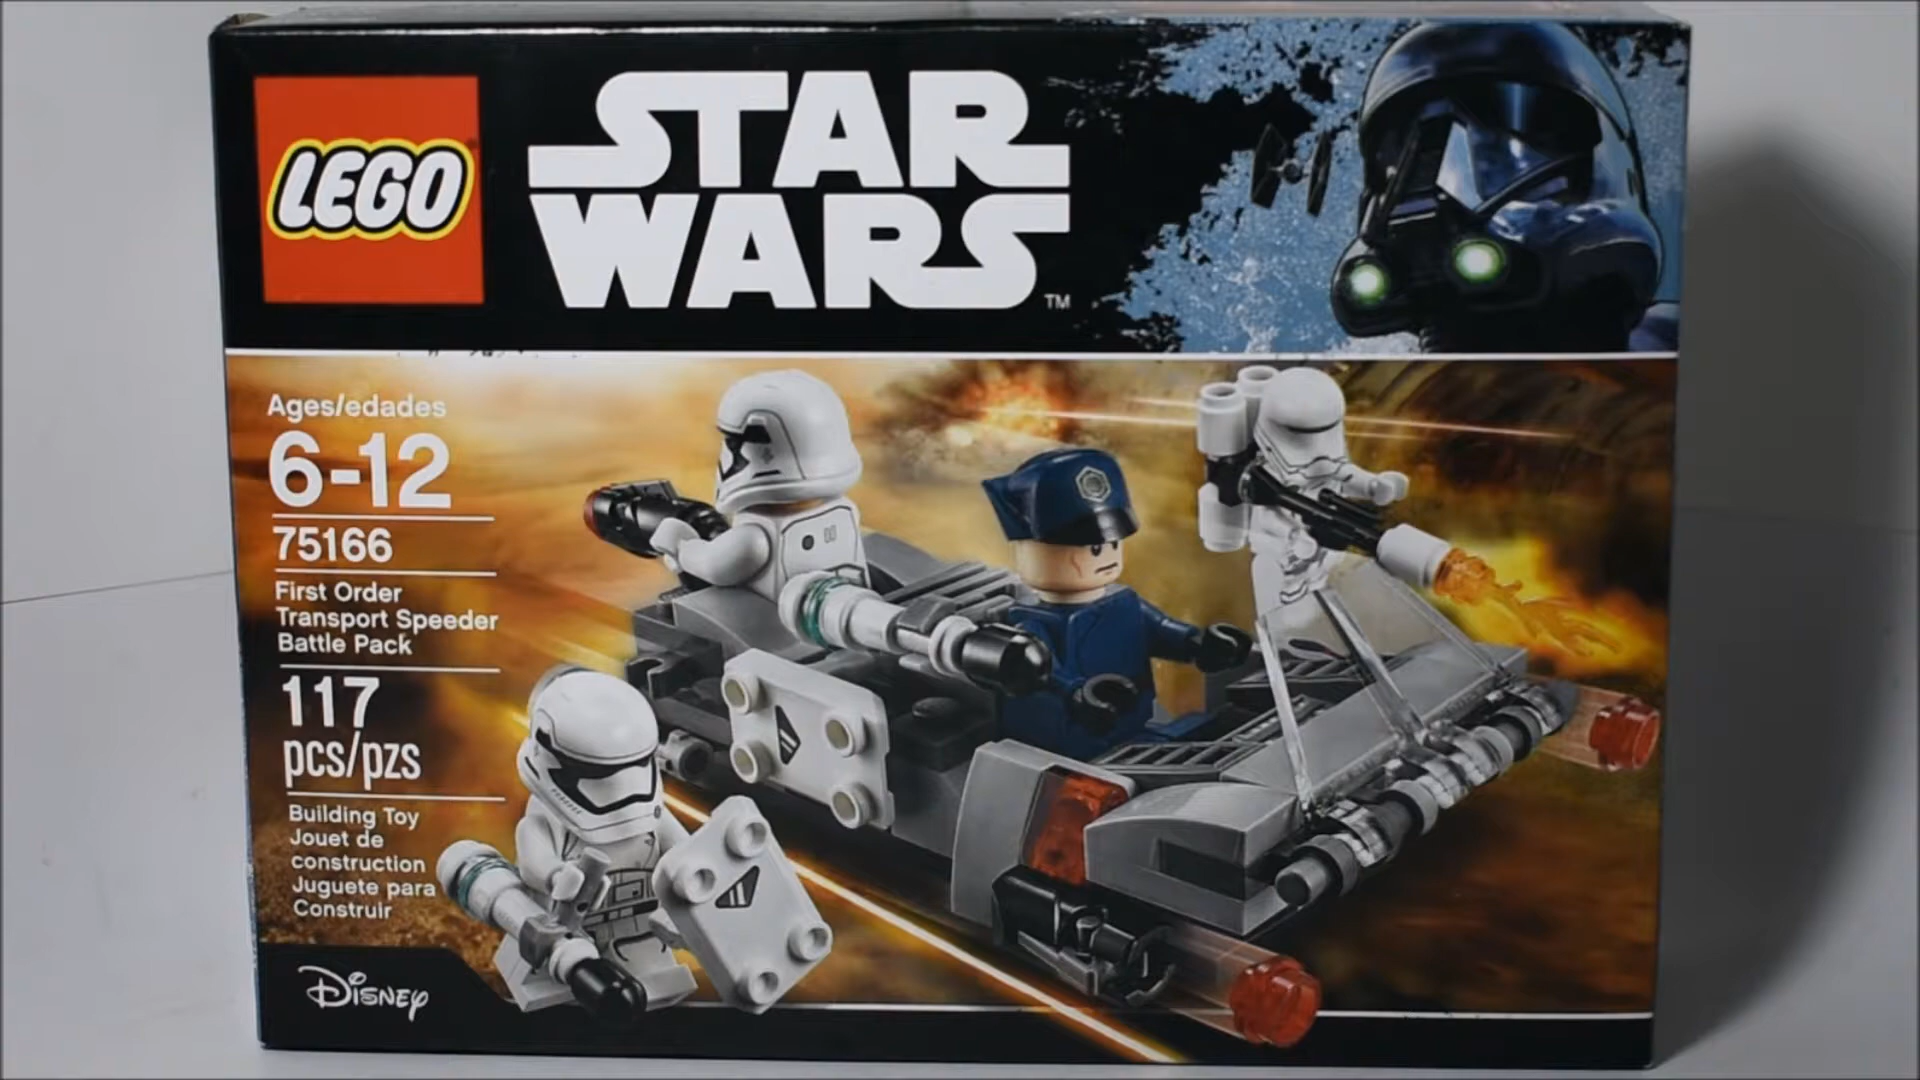 LEGO
STAR
WARS
TM
Ages/edades
6-12
75166
First Order
Transport Speeder
Battle Pack
117
pcs/pzs
Building Toy
Jouet de
construction
Juguete para
Construir
Disney